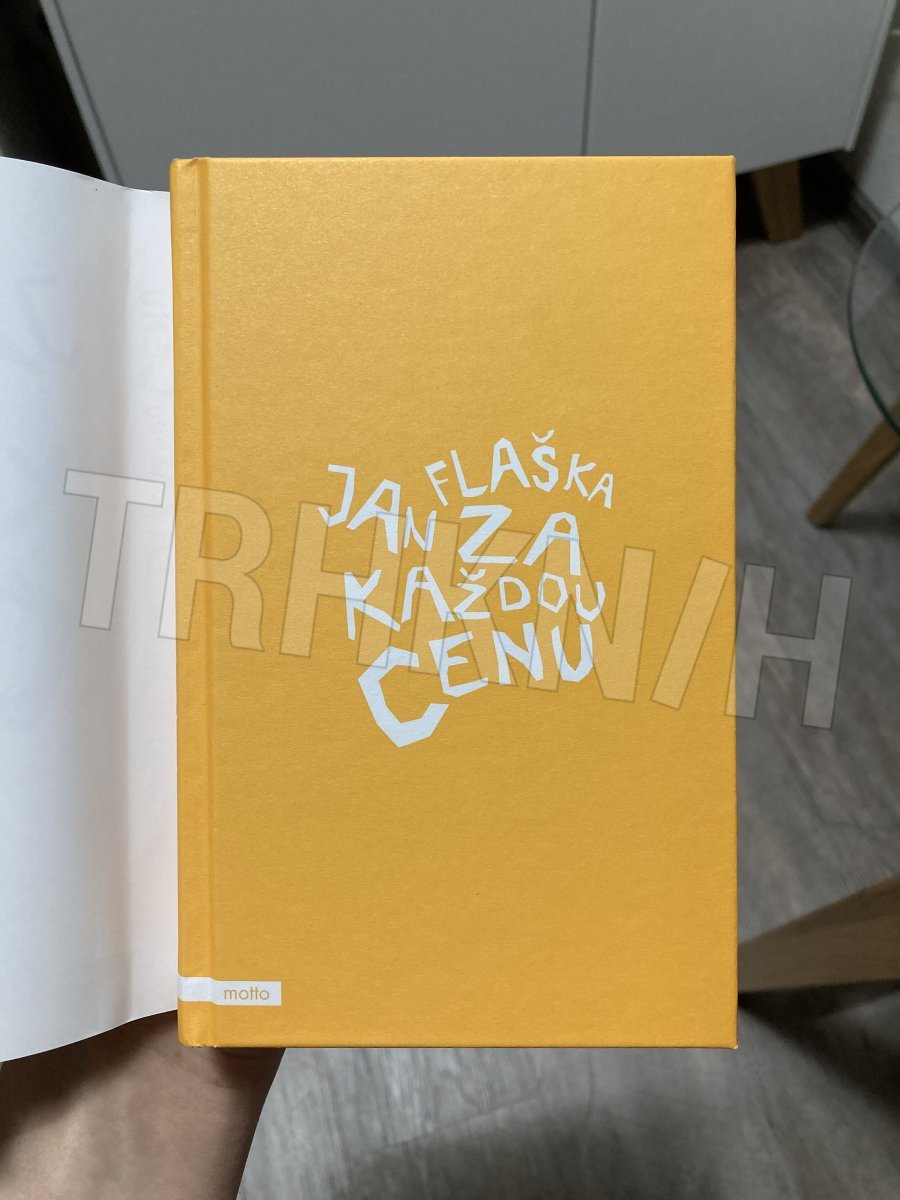 JAN FLAŠKA
ZA
KAŽDOU
CENU
TRHKNIH
motto